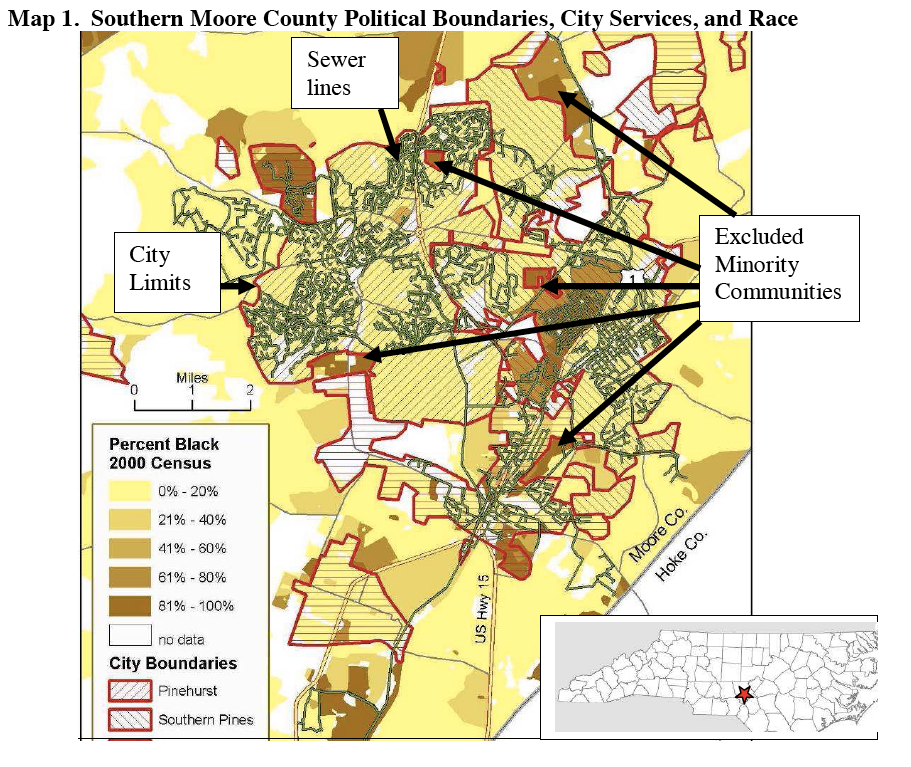 Map 1.  Southern Moore County Political Boundaries, City Services, and Race
Sewer
lines
Excluded
Minority
Communities
City
Limits
1
Miles
0 1 2
Percent Black
2000 Census
0% - 20%
21% - 40%
41% - 60%
61% - 80%
81% - 100%
no data
City Boundaries
Pinehurst
Southern Pines
US Hwy 15
Moore Co.
Hoke Co.